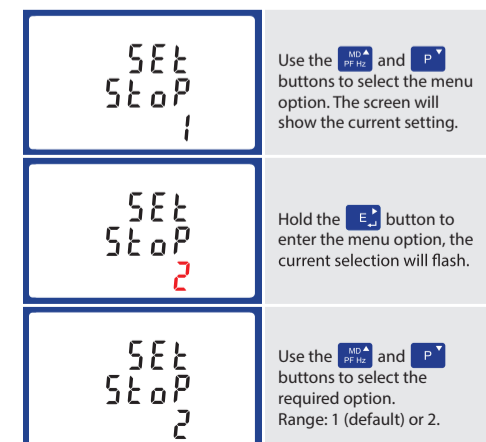 SEt
StoP
1
Use the MD PF Hz and P
buttons to select the menu
option. The screen will
show the current setting.
SEt
StoP
2
Hold the E button to
enter the menu option, the
current selection will flash.
SEt
StoP
2
Use the MD PF Hz and P
buttons to select the
required option.
Range: 1 (default) or 2.